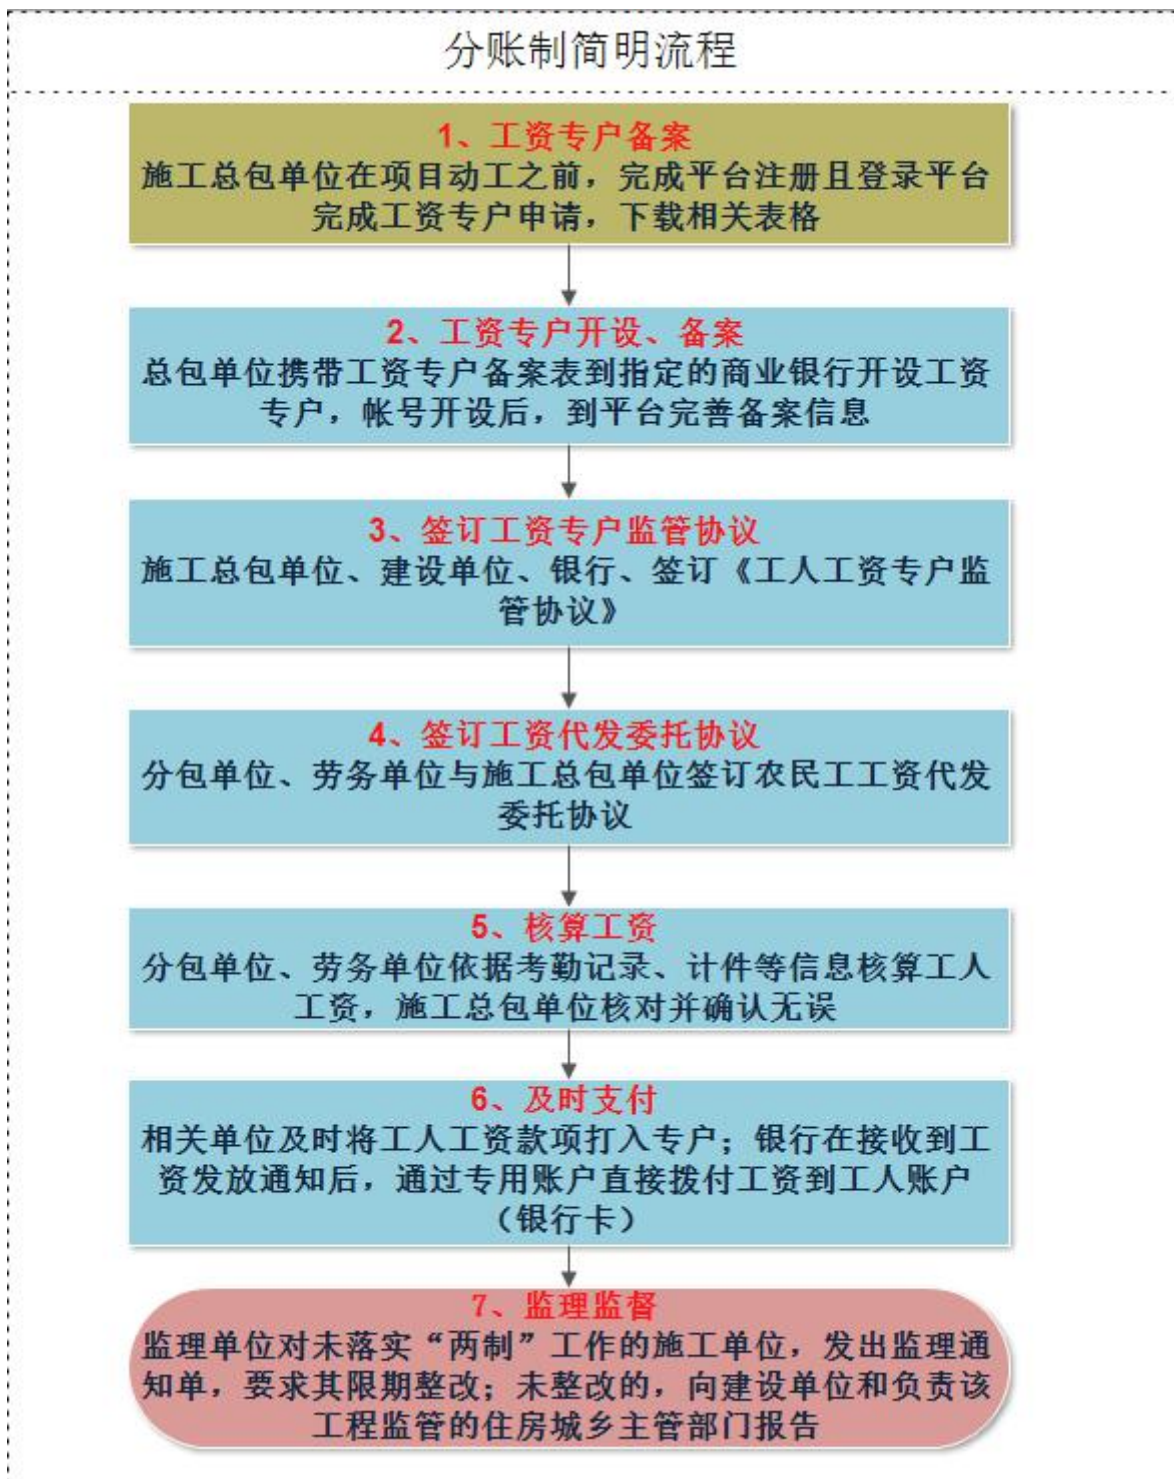 分账制简明流程
1、工资专户备案
施工总包单位在项目动工之前，完成平台注册且登录平台
完成工资专户申请，下载相关表格
2、工资专户开设、备案
总包单位携带工资专户备案表到指定的商业银行开设工资
专户，帐号开设后，到平台完善备案信息
3、签订工资专户监管协议
施工总包单位、建设单位、银行、签订《工人工资专户监
管协议》
4、签订工资代发委托协议
分包单位、劳务单位与施工总包单位签订农民工工资代发
委托协议
5、核算工资
分包单位、劳务单位依据考勤记录、计件等信息核算工人
工资，施工总包单位核对并确认无误
6、及时支付
相关单位及时将工人工资款项打入专户；银行在接收到工
资发放通知后，通过专用账户直接拨付工资到工人账户
（银行卡）
7、监理监督
监理单位对未落实“两制”工作的施工单位，发出监理通
知单，要求其限期整改；未整改的，向建设单位和负责该
工程监管的住房城乡主管部门报告